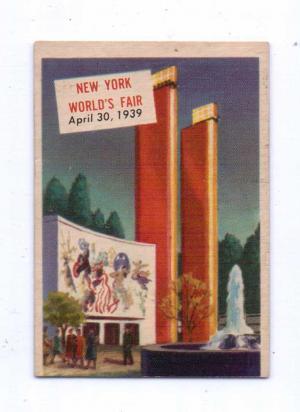 NEW YORK
WORLD'S FAIR
April 30, 1939